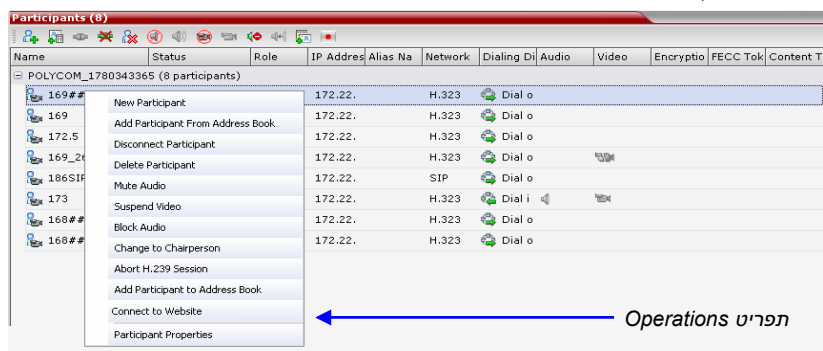 Participants (8)
Name Status Role IP Addres Alias Na Network Dialing Di Audio Video Encryptio FECC Tok Content T
POLYCOM_1780343365 (8 participants)
169## 172.22. H.323 Dial o
169 172.22. H.323 Dial o
172.5 172.22. H.323 Dial o
169_26 172.22. H.323 Dial o
186SIP 172.22. SIP Dial o
173 172.22. H.323 Dial i
168## 172.22. H.323 Dial o
168## 172.22. H.323 Dial o
New Participant
Add Participant From Address Book
Disconnect Participant
Delete Participant
Mute Audio
Suspend Video
Block Audio
Change to Chairperson
Abort H.239 Session
Add Participant to Address Book
Connect to Website
Participant Properties
תפריט Operations